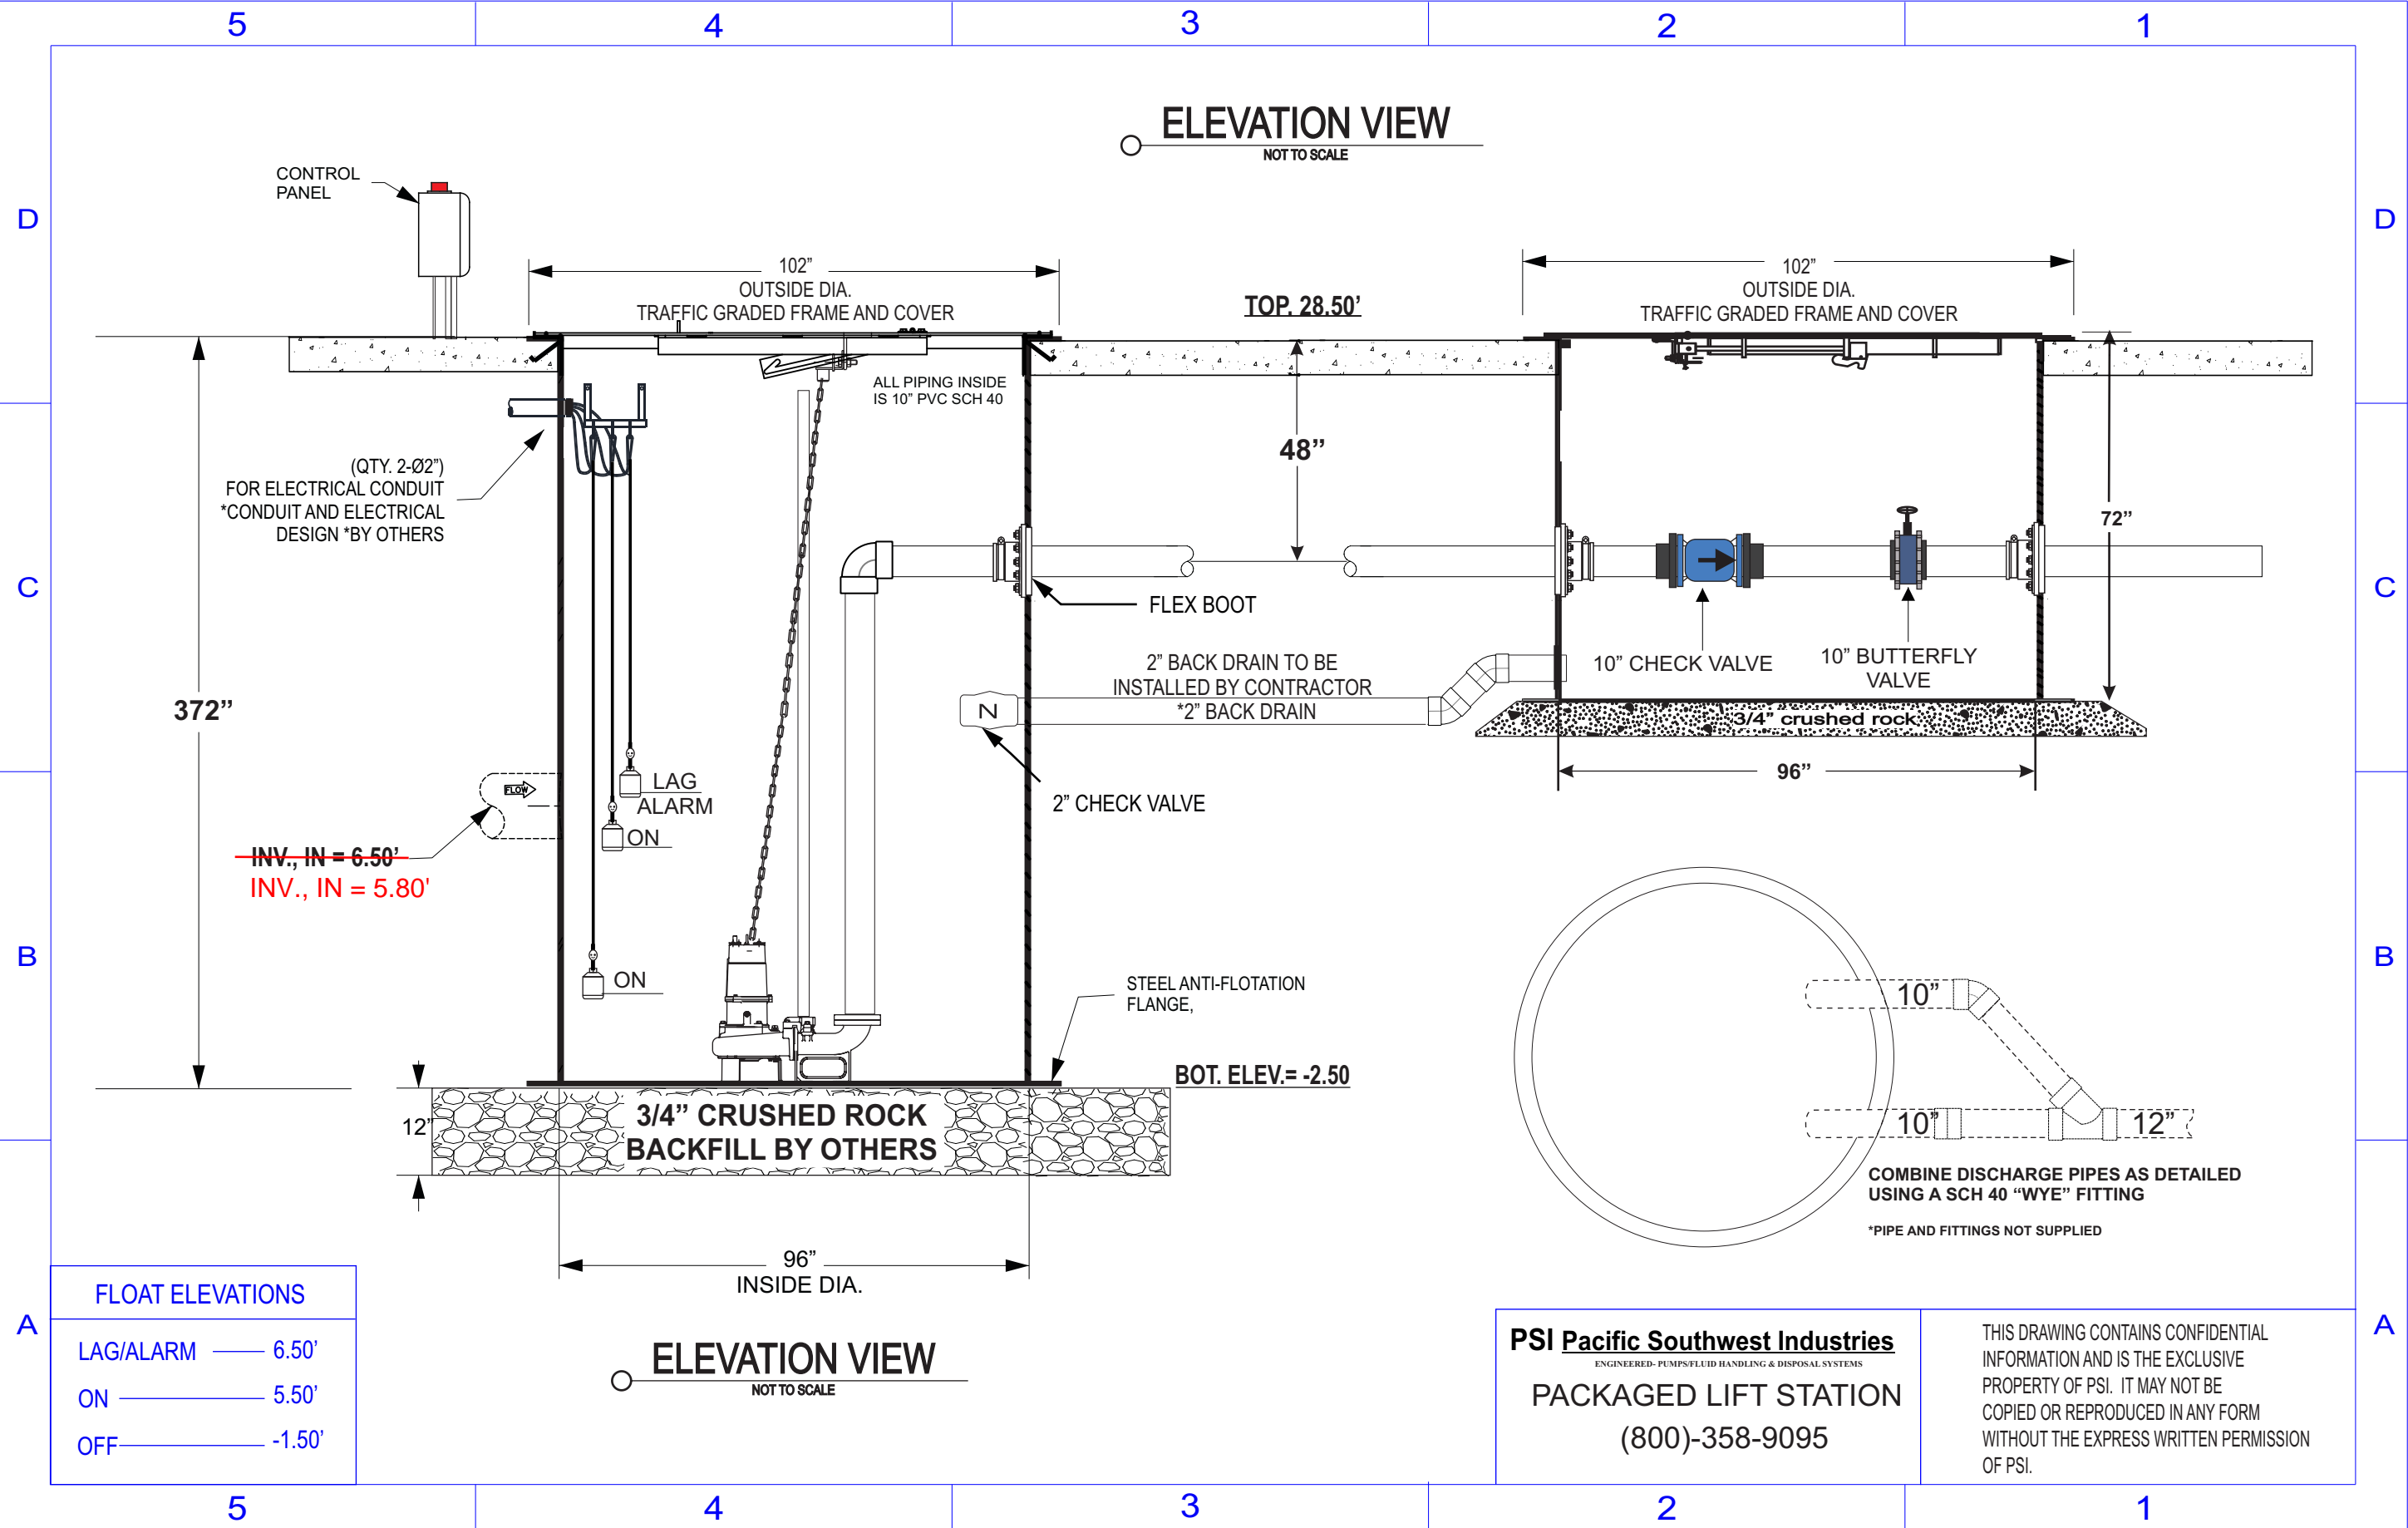 5 4 3 2 1
ELEVATION VIEW
NOT TO SCALE
CONTROL
PANEL
D
D
102”
OUTSIDE DIA.
TRAFFIC GRADED FRAME AND COVER
TOP. 28.50’
102”
OUTSIDE DIA.
TRAFFIC GRADED FRAME AND COVER
ALL PIPING INSIDE
IS 10” PVC SCH 40
48”
(QTY. 2-Ø2”)
FOR ELECTRICAL CONDUIT
*CONDUIT AND ELECTRICAL
DESIGN *BY OTHERS
72”
C
C
FLEX BOOT
2” BACK DRAIN TO BE
INSTALLED BY CONTRACTOR
*2” BACK DRAIN
10” CHECK VALVE
10” BUTTERFLY
VALVE
372”
Z
3/4” crushed rock
96”
FLOW
LAG
ALARM
ON
2” CHECK VALVE
INV., IN = 6.50’
INV., IN = 5.80'
B
B
ON
STEEL ANTI-FLOTATION
FLANGE,
10”
BOT. ELEV.= -2.50
12”
3/4” CRUSHED ROCK
BACKFILL BY OTHERS
10”
12”
COMBINE DISCHARGE PIPES AS DETAILED
USING A SCH 40 “WYE” FITTING
*PIPE AND FITTINGS NOT SUPPLIED
96”
INSIDE DIA.
A
A
FLOAT ELEVATIONS
LAG/ALARM 6.50’
ON 5.50’
OFF -1.50’
ELEVATION VIEW
NOT TO SCALE
PSI Pacific Southwest Industries
ENGINEERED- PUMPS/FLUID HANDLING & DISPOSAL SYSTEMS
PACKAGED LIFT STATION
(800)-358-9095
THIS DRAWING CONTAINS CONFIDENTIAL
INFORMATION AND IS THE EXCLUSIVE
PROPERTY OF PSI. IT MAY NOT BE
COPIED OR REPRODUCED IN ANY FORM
WITHOUT THE EXPRESS WRITTEN PERMISSION
OF PSI.
5 4 3 2 1